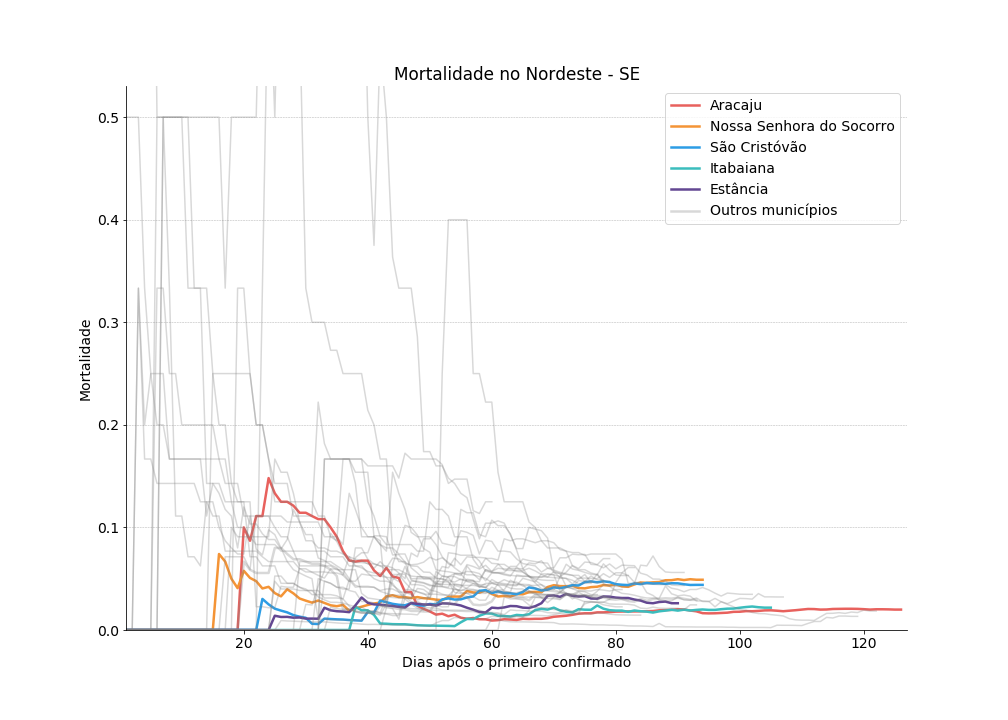 Mortalidade no Nordeste - SE
Aracaju
Nossa Senhora do Socorro
São Cristóvão
Itabaiana
Estância
Outros municípios
Mortalidade
0.5
0.4
0.3
0.2
0.1
0.0
20
40
60
80
100
120
Dias após o primeiro confirmado